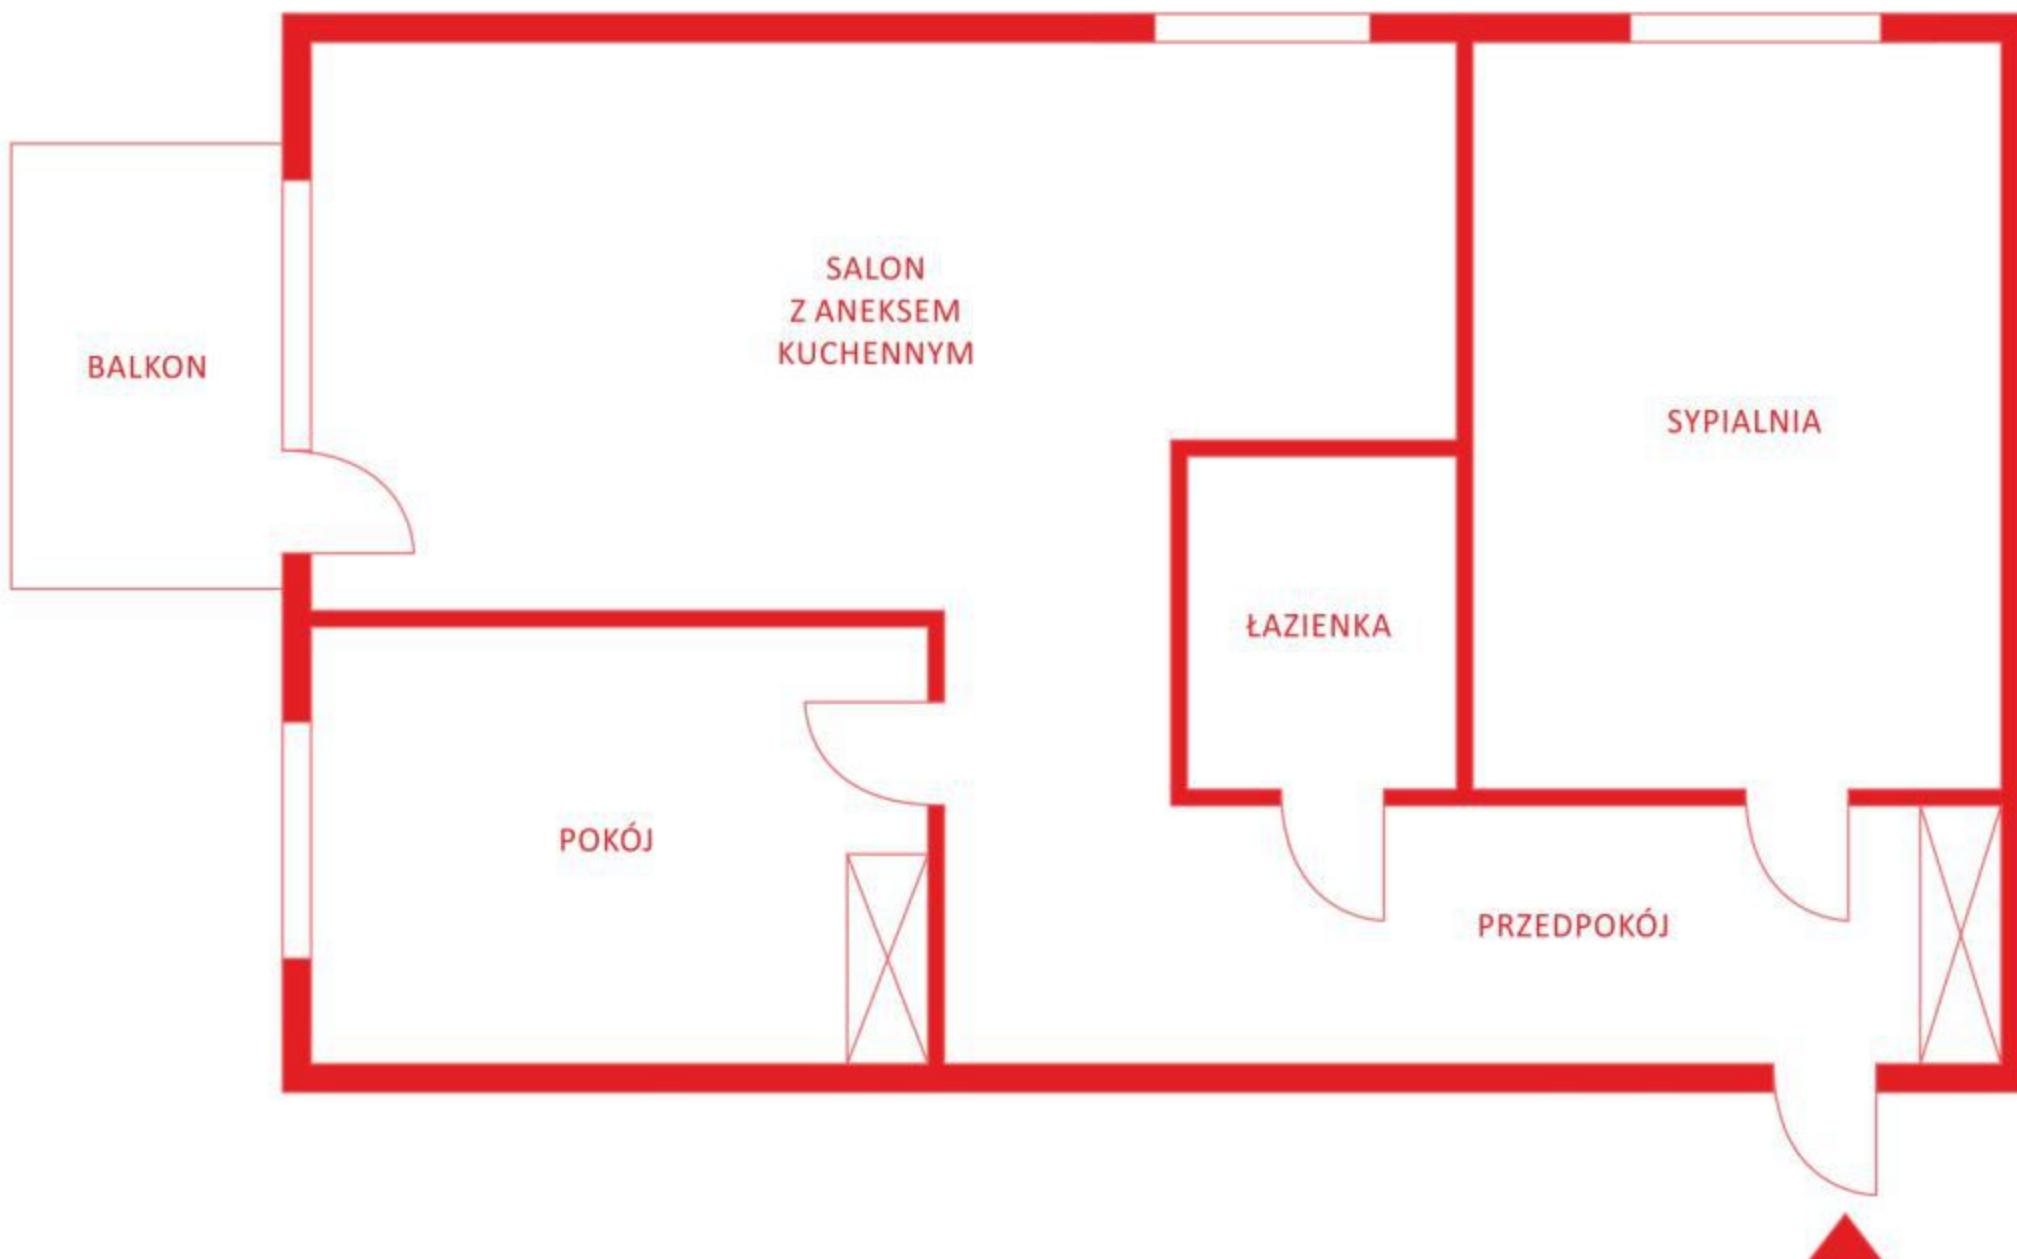 SALON
Z ANEKSEM
KUCHENNYM
BALKON
SYPIALNIA
ŁAZIENKA
POKÓJ
PRZEDPOKÓJ